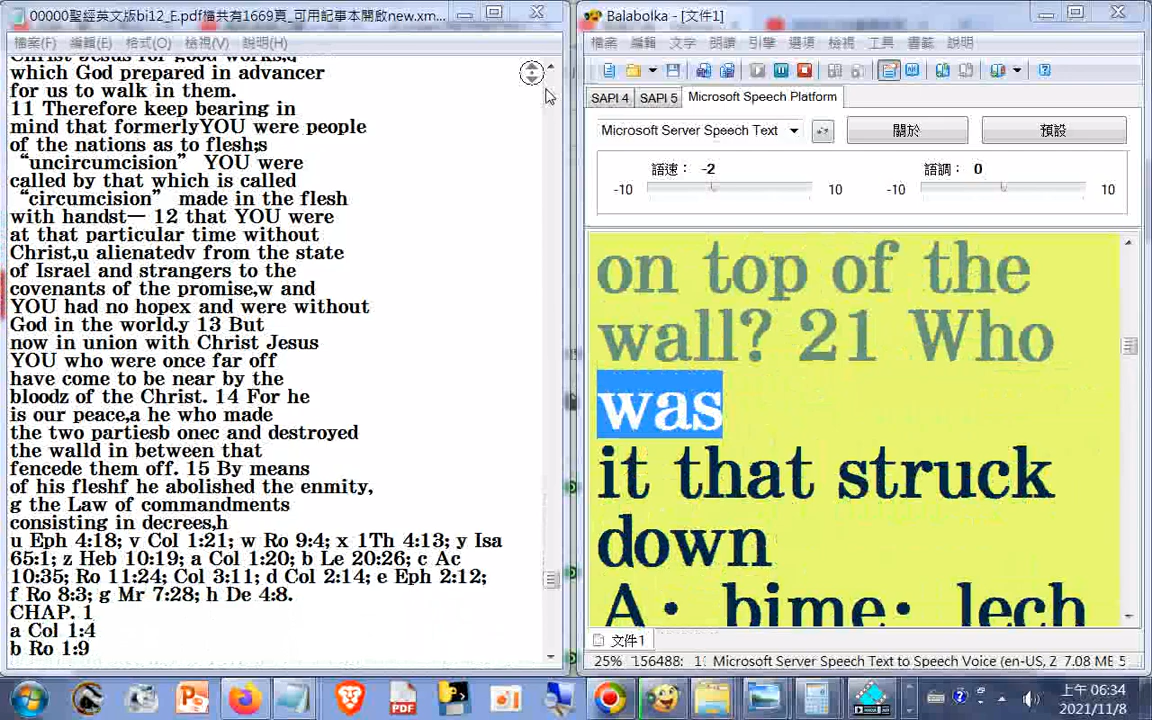 00000聖經英文版bi12_E.pdf檔共有1669頁_可用記事本開啟new.xm...
檔案(F) 編輯(E) 格式(O) 檢視(V) 說明(H)
which God prepared in advancer
for us to walk in them.
11 Therefore keep bearing in
mind that formerlyYOU were people
of the nations as to flesh;s
“uncircumcision” YOU were
called by that which is called
“circumcision” made in the flesh
with handst— 12 that YOU were
at that particular time without
Christ,u alienatedv from the state
of Israel and strangers to the
covenants of the promise,w and
YOU had no hopex and were without
God in the world.y 13 But
now in union with Christ Jesus
YOU who were once far off
have come to be near by the
bloodz of the Christ. 14 For he
is our peace,a he who made
the two partiesb onec and destroyed
the walld in between that
fencede them off. 15 By means
of his fleshf he abolished the enmity,
g the Law of commandments
consisting in decrees,h
u Eph 4:18; v Col 1:21; w Ro 9:4; x 1Th 4:13; y Isa
65:1; z Heb 10:19; a Col 1:20; b Le 20:26; c Ac
10:35; Ro 11:24; Col 3:11; d Col 2:14; e Eph 2:12;
f Ro 8:3; g Mr 7:28; h De 4:8.
CHAP. 1
a Col 1:4
b Ro 1:9
Balabolka - [文件1]
檔案 編輯 文字 朗讀 引擎 選項 檢視 工具 書籤 說明
SAPI 4 SAPI 5 Microsoft Speech Platform
Microsoft Server Speech Text 關於 預設
語速： -2 語調： 0
-10 10 -10 10
on top of the
wall? 21 Who
was
it that struck
down
A· bime· lech
文件1
25% 156488: Microsoft Server Speech Text to Speech Voice (en-US, Z 7.08 MB
上午 06:34
2021/11/8